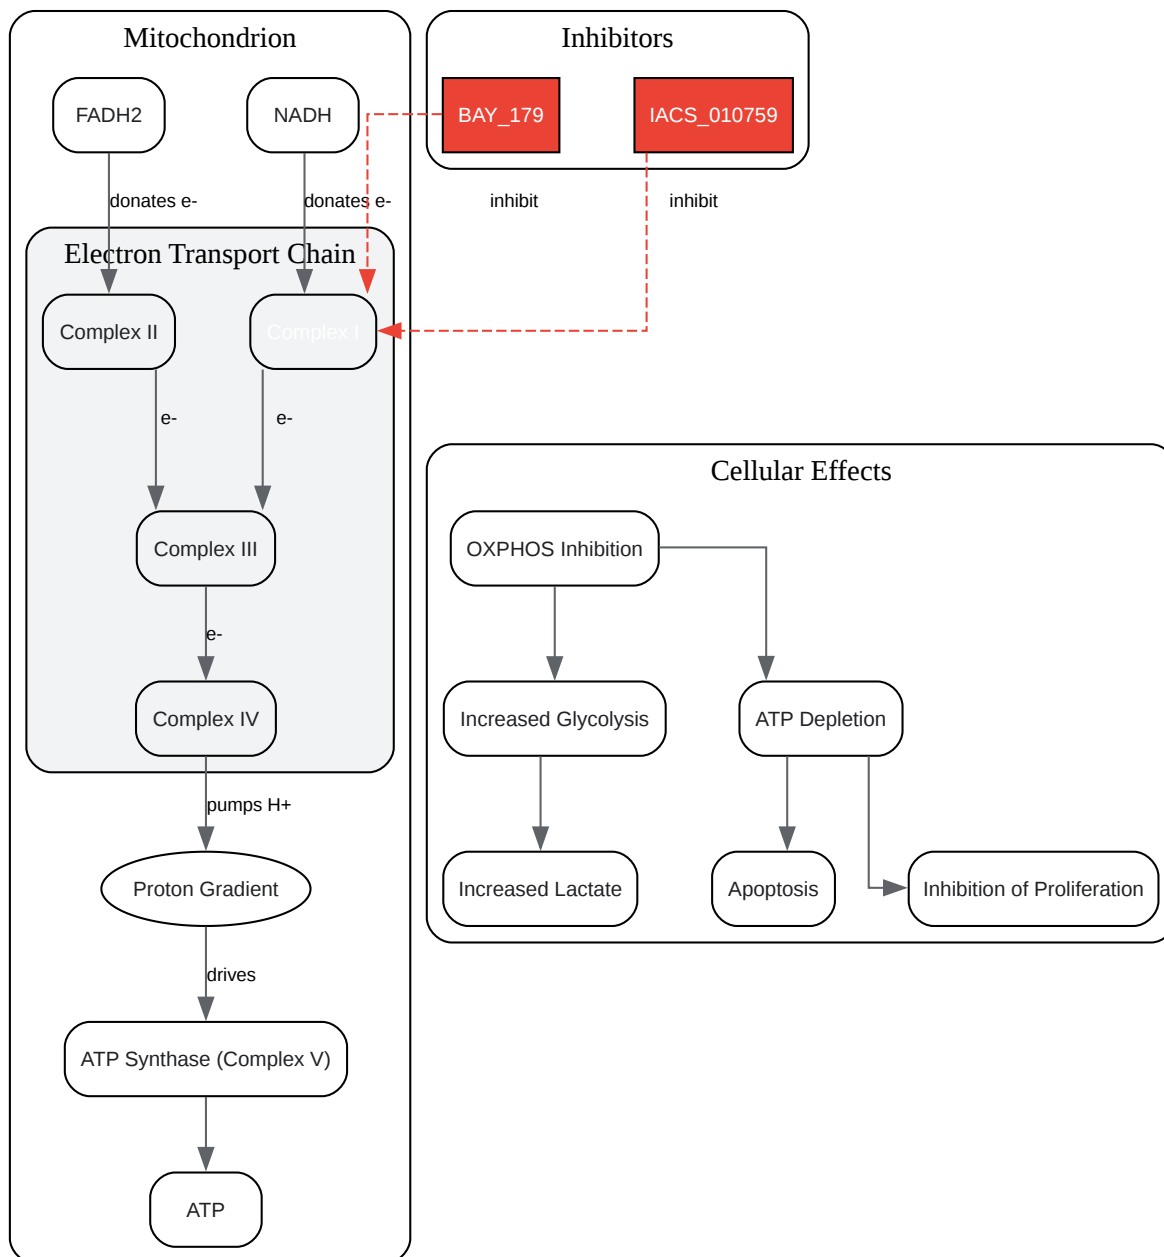 Mitochondrion
Inhibitors
FADH2
NADH
BAY_179
IACS_010759
donates e-
donates e-
inhibit
inhibit
Electron Transport Chain
Complex II
Complex I
e-
e-
Cellular Effects
Complex III
OXPHOS Inhibition
e-
Complex IV
Increased Glycolysis
ATP Depletion
pumps H+
Proton Gradient
Increased Lactate
Apoptosis
Inhibition of Proliferation
drives
ATP Synthase (Complex V)
ATP